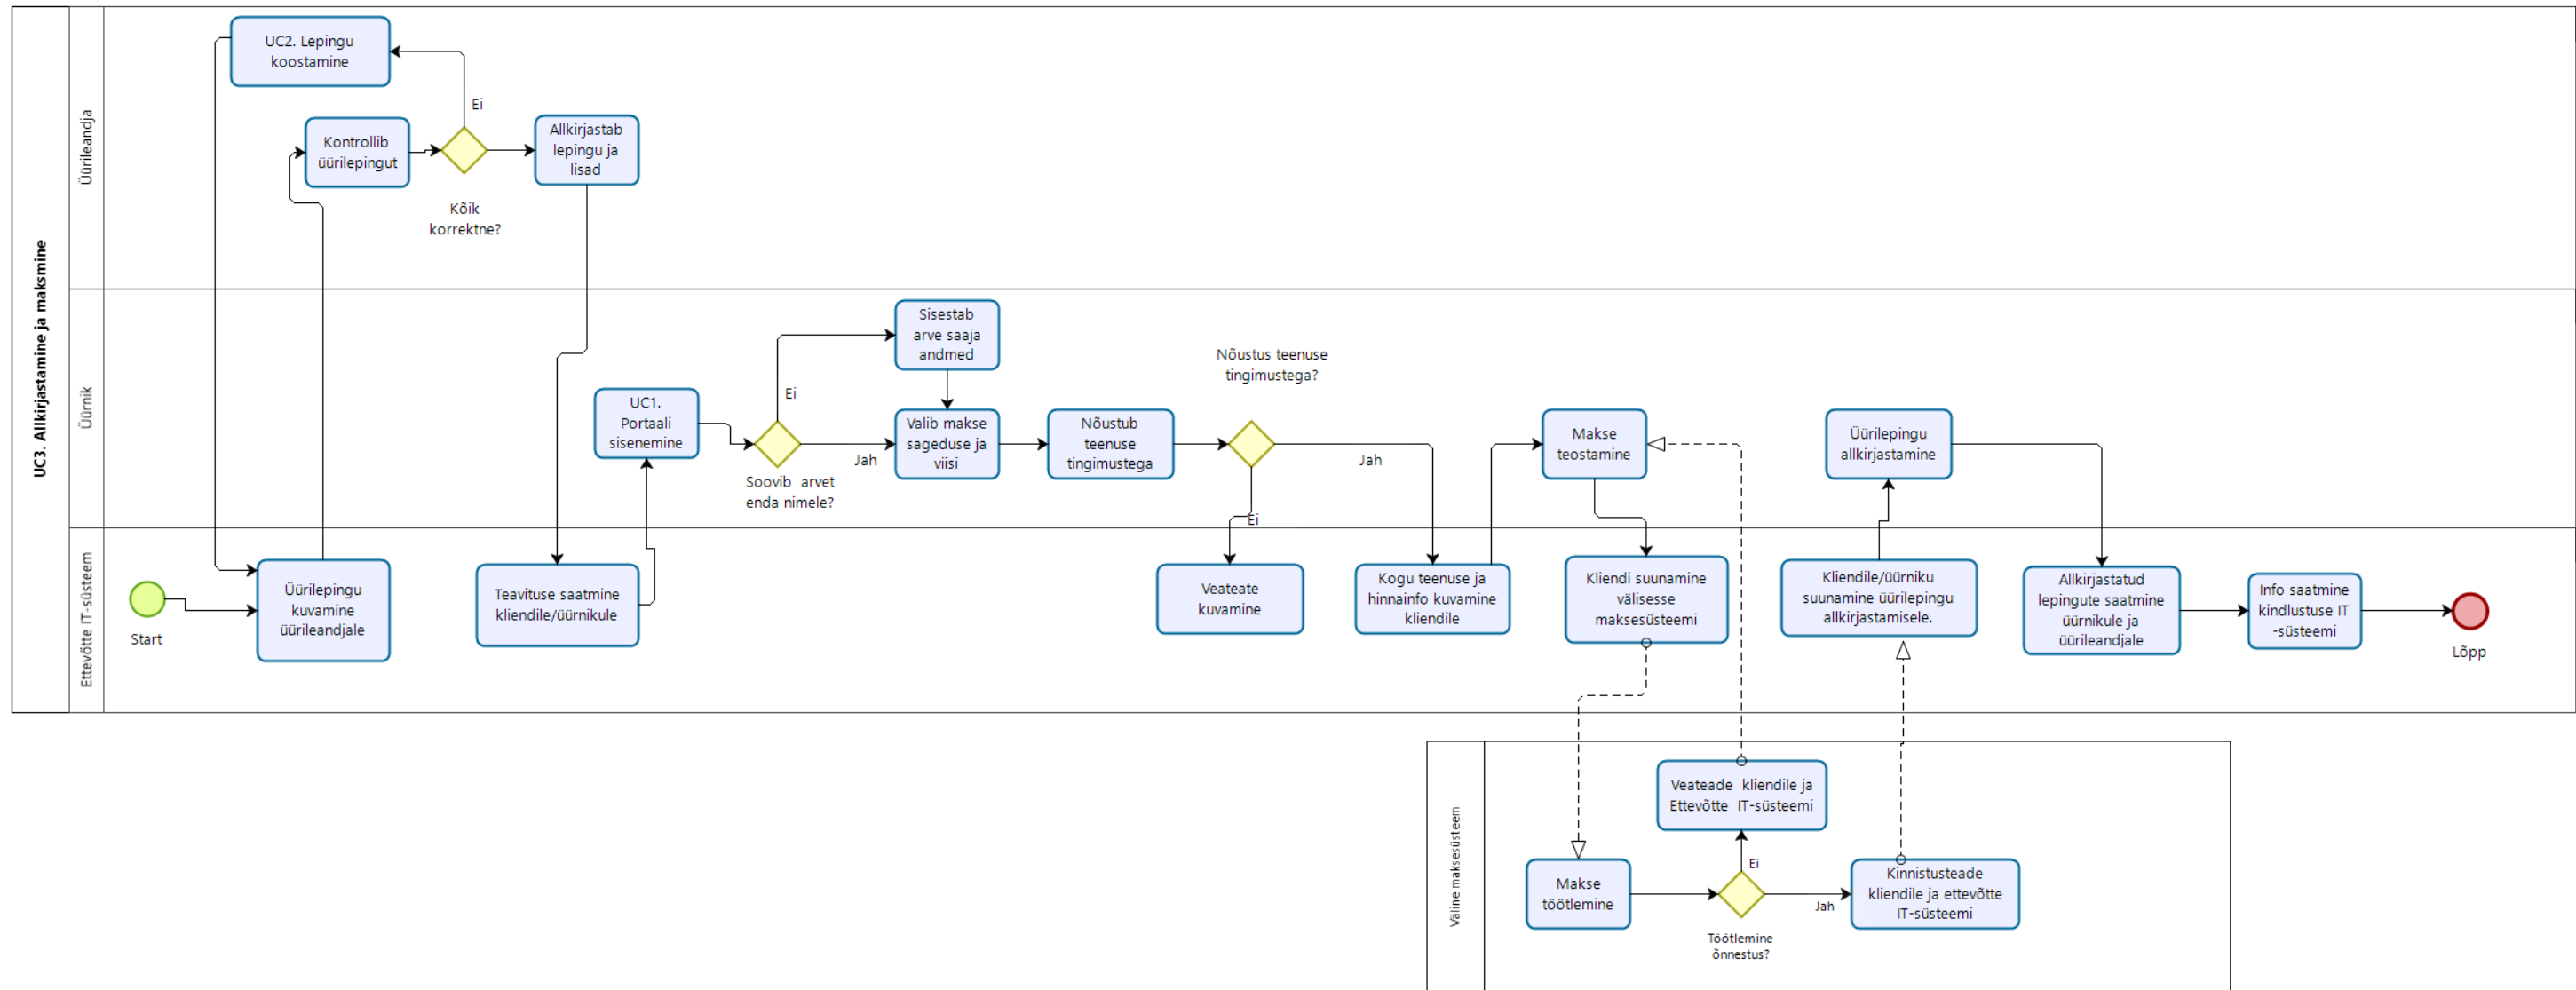 UC3. Allkirjastamine ja maksmine
Üürileandja
UC2. Lepingu
koostamine
Ei
Kontrollib
üürilepingut
Kõik
korrektne?
Allkirjastab
lepingu ja
lisad
Üürnik
UC1.
Portaali
sisenemine
Ei
Soovib arvet
enda nimele?
Jah
Sisestab
arve saaja
andmed
Valib makse
sageduse ja
viisi
Nõustub
teenuse
tingimustega
Nõustus teenuse
tingimustega?
Jah
Ei
Makse
teostamine
Üürilepingu
allkirjastamine
Ettevõtte IT-süsteem
Start
Üürilepingu
kuvamine
üürileandjale
Teavituse saatmine
kliendile/üürnikule
Veateate
kuvamine
Kogu teenuse ja
hinnainfo kuvamine
kliendile
Kliendi suunamine
välisesse
maksesüsteemi
Kliendile/üürniku
suunamine üürilepingu
allkirjastamisele.
Allkirjastatud
lepingute saatmine
üürnikule ja
üürileandjale
Info saatmine
kindlustuse IT
-süsteemi
Lõpp
Väline maksesüsteem
Veateade kliendile ja
Ettevõtte IT-süsteemi
Makse
töötlemine
Ei
Jah
Töötlemine
õnnestus?
Kinnistusteade
kliendile ja ettevõtte
IT-süsteemi